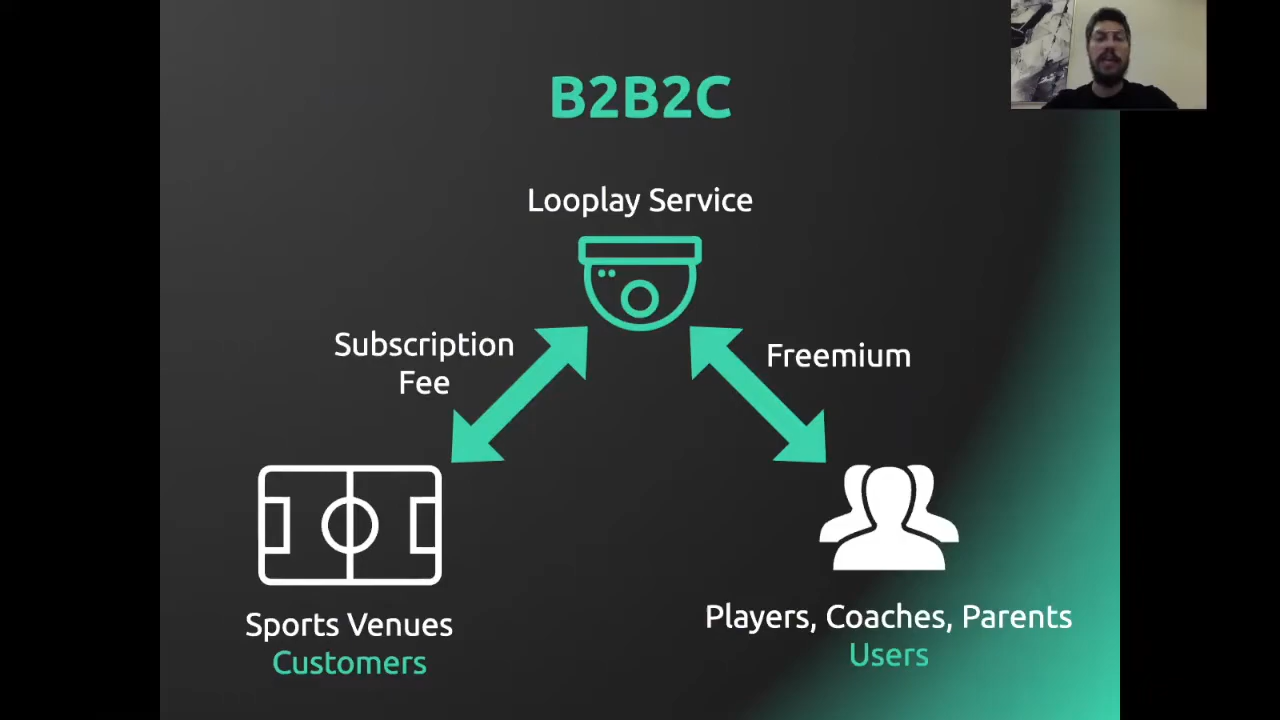 B2B2C
Looplay Service
Subscription
Fee
Freemium
Sports Venues
Customers
Players, Coaches, Parents
Users